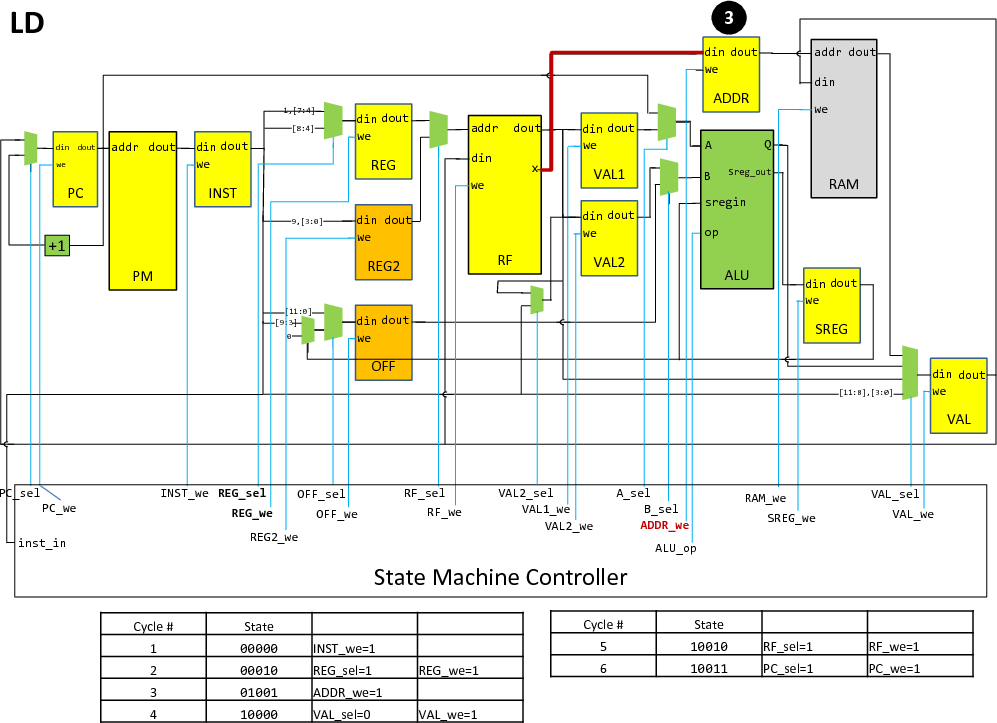 LD
3
din dout
we
ADDR
addr dout
din
we
RAM
1,[7:4]
[8:4]
din dout
we
REG
addr dout
din
x
we
RF
din dout
we
VAL1
A
Q
B
Sreg_out
sregin
op
ALU
din dout
we
PC
addr dout
PM
din dout
we
INST
9,[3:0]
din dout
we
REG2
din dout
we
VAL2
+1
[11:0]
[9:3]
0
din dout
we
OFF
din dout
we
SREG
[11:8],[3:0]
din dout
we
VAL
PC_sel
PC_we
INST_we
REG_sel
REG_we
REG2_we
OFF_sel
OFF_we
RF_sel
RF_we
VAL2_sel
VAL1_we
VAL2_we
A_sel
B_sel
ADDR_we
ALU_op
RAM_we
SREG_we
VAL_sel
VAL_we
inst_in
State Machine Controller
Cycle # State
1 00000 INST_we=1
2 00010 REG_sel=1 REG_we=1
3 01001 ADDR_we=1
4 10000 VAL_sel=0 VAL_we=1
Cycle # State
5 10010 RF_sel=1 RF_we=1
6 10011 PC_sel=1 PC_we=1